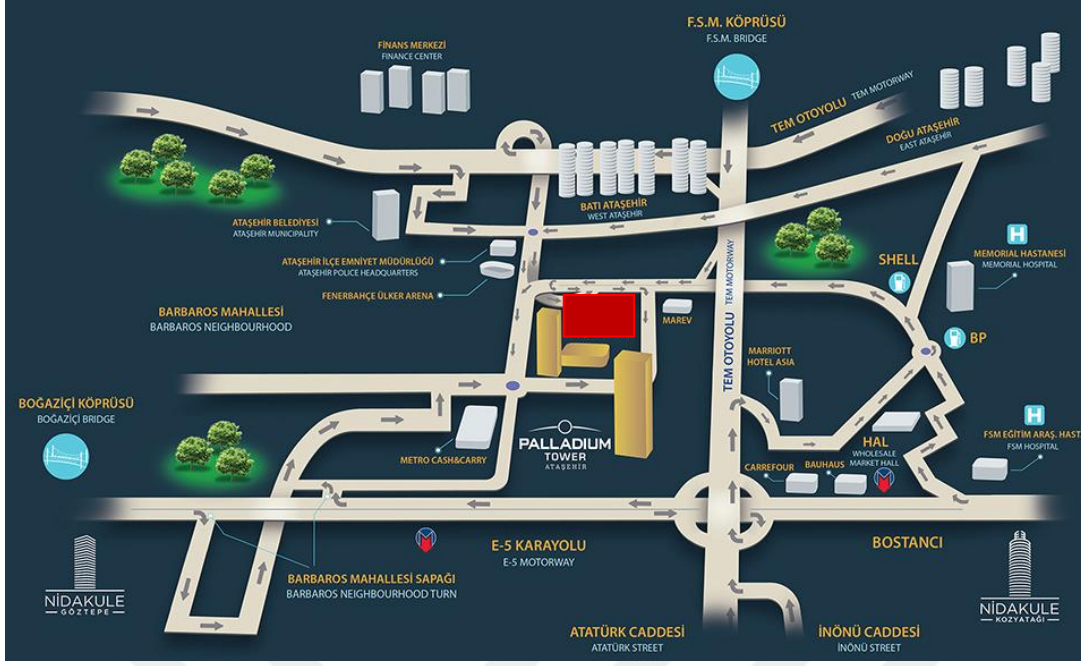 F.S.M. KÖPRÜSÜ
F.S.M. BRIDGE
FİNANS MERKEZİ
FINANCE CENTER
TEM OTOYOLU TEM MOTORWAY
DOĞU ATAŞEHİR
EAST ATAŞEHİR
BATI ATAŞEHİR
WEST ATAŞEHİR
ATAŞEHİR BELEDİYESİ
ATAŞEHİR MUNICIPALITY
ATAŞEHİR İLÇE EMNİYET MÜDÜRLÜĞÜ
ATAŞEHİR POLICE HEADQUARTERS
FENERBAHÇE ÜLKER ARENA
SHELL
H
MEMORIAL HASTANESİ
MEMORIAL HOSPITAL
BARBAROS MAHALLESİ
BARBAROS NEIGHBOURHOOD
MAREV
BP
TEM OTOYOLU TEM MOTORWAY
MARRIOTT
HOTEL ASIA
BOĞAZİÇİ KÖPRÜSÜ
BOĞAZİÇİ BRIDGE
PALLADIUM
TOWER
ATAŞEHİR
METRO CASH&CARRY
H
FSM EĞİTİM ARAŞ. HAST
FSM HOSPITAL
HAL
WHOLESALE
MARKET HALL
CARREFOUR
BAUHAUS
M
M
E-5 KARAYOLU
E-5 MOTORWAY
BOSTANCI
BARBAROS MAHALLESİ SAPAĞI
BARBAROS NEIGHBOURHOOD TURN
NİDAKULE
GÖZTEPE
NİDAKULE
KOZYATAĞI
ATATÜRK CADDESİ
ATATÜRK STREET
İNÖNÜ CADDESİ
İNÖNÜ STREET